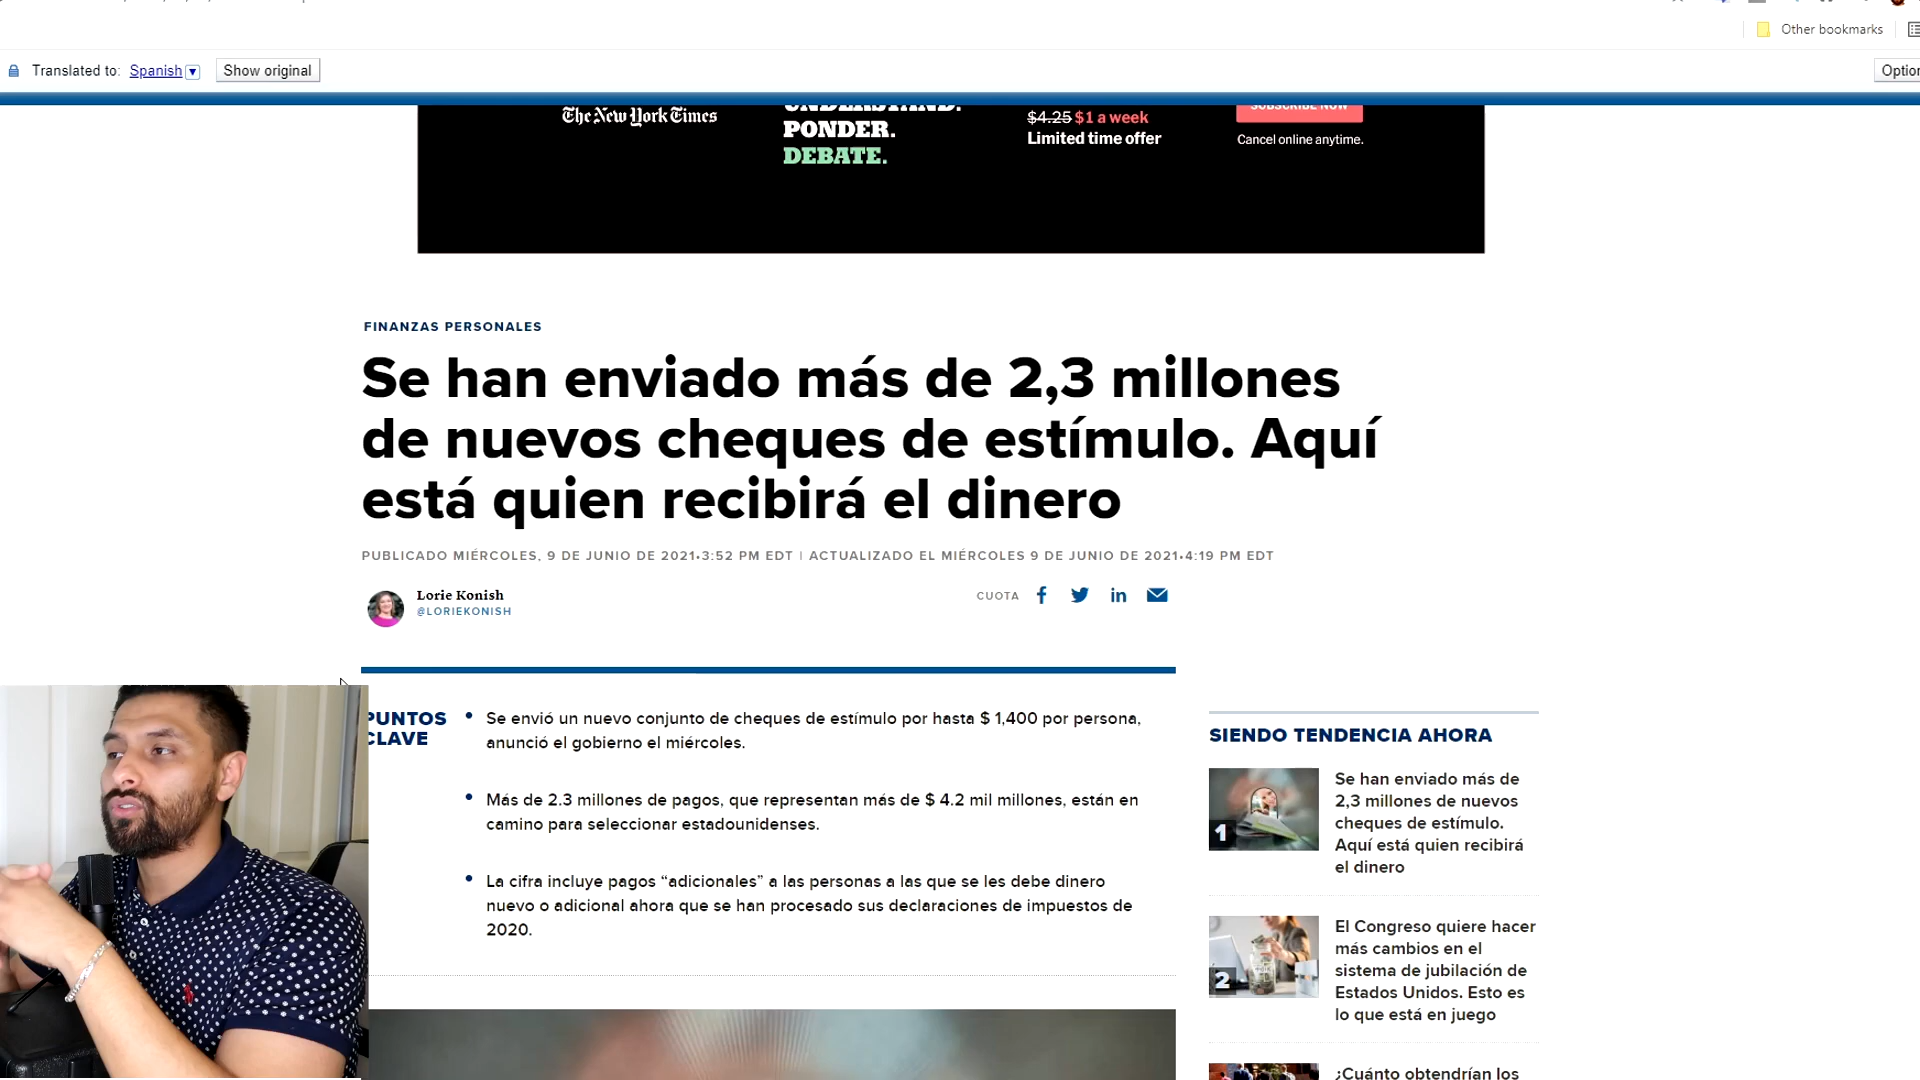 Other bookmarks
Translated to: Spanish
Show original
The New York Times
UNDERSTAND.
PONDER.
DEBATE.
$4.25 $1 a week
Limited time offer
SUBSCRIBE NOW
Cancel online anytime.
FINANZAS PERSONALES
Se han enviado más de 2,3 millones
de nuevos cheques de estímulo. Aquí
está quien recibirá el dinero
PUBLICADO MIÉRCOLES, 9 DE JUNIO DE 2021•3:52 PM EDT | ACTUALIZADO EL MIÉRCOLES 9 DE JUNIO DE 2021•4:19 PM EDT
Lorie Konish
@LORIEKONISH
CUOTA
PUNTOS
CLAVE
• Se envió un nuevo conjunto de cheques de estímulo por hasta $ 1,400 por persona,
anunció el gobierno el miércoles.
• Más de 2.3 millones de pagos, que representan más de $ 4.2 mil millones, están en
camino para seleccionar estadounidenses.
• La cifra incluye pagos “adicionales” a las personas a las que se les debe dinero
nuevo o adicional ahora que se han procesado sus declaraciones de impuestos de
2020.
SIENDO TENDENCIA AHORA
1
Se han enviado más de
2,3 millones de nuevos
cheques de estímulo.
Aquí está quien recibirá
el dinero
2
El Congreso quiere hacer
más cambios en el
sistema de jubilación de
Estados Unidos. Esto es
lo que está en juego
¿Cuánto obtendrían los